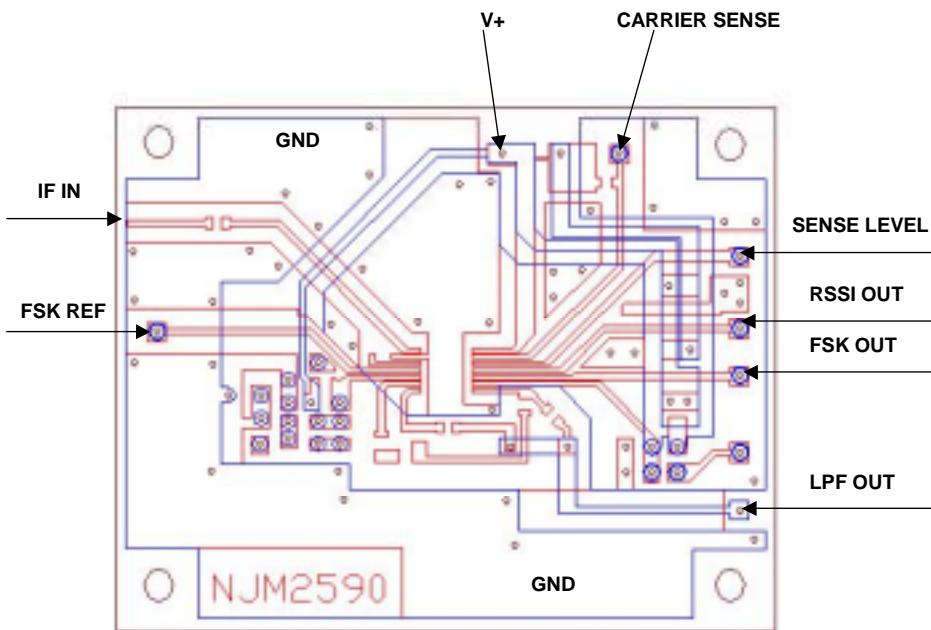 V+
CARRIER SENSE
GND
IF IN
SENSE LEVEL
RSSI OUT
FSK REF
FSK OUT
LPF OUT
NJM2590
GND